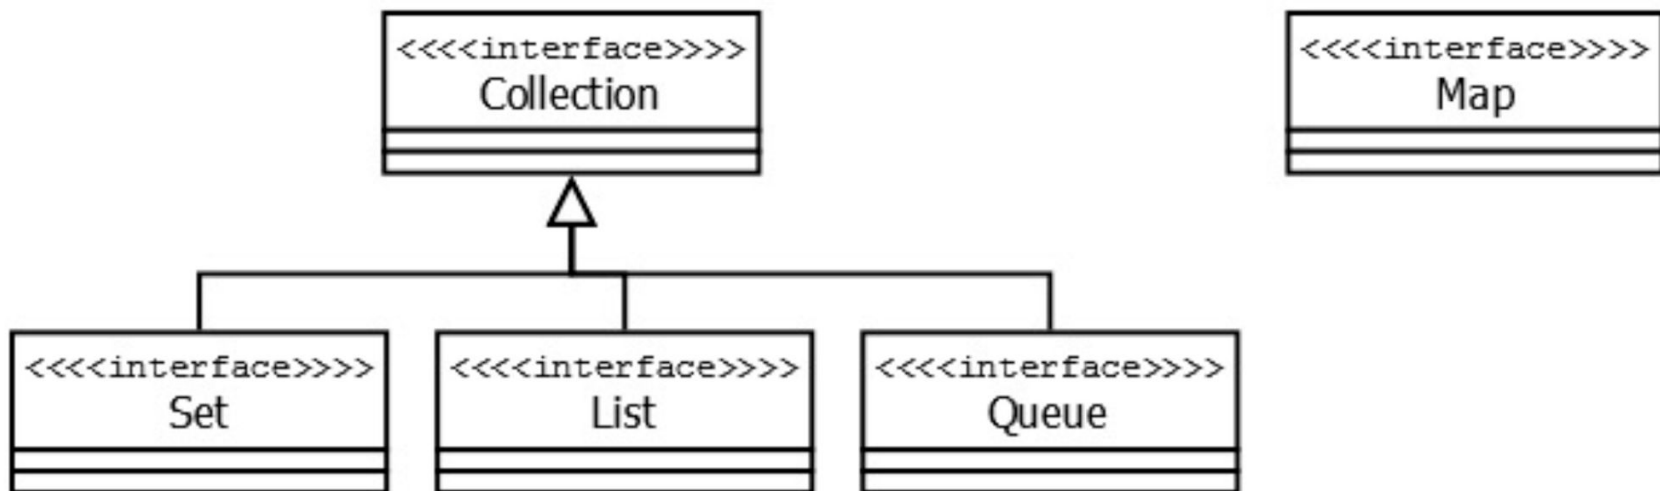 <<<<interface>>>>
Collection
<<<<interface>>>>
Map
<<<<interface>>>>
Set
<<<<interface>>>>
List
<<<<interface>>>>
Queue